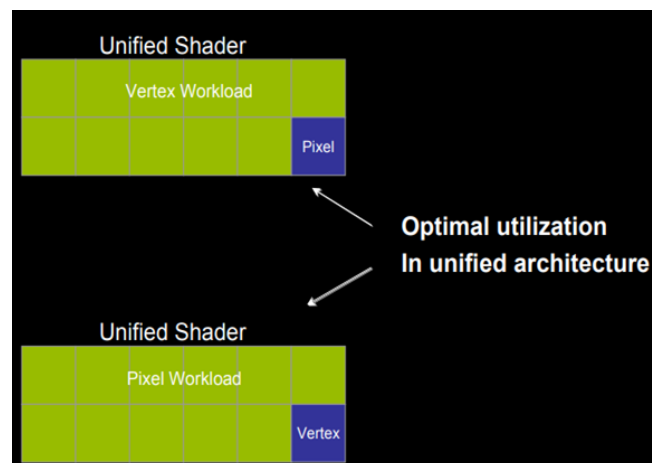 Unified Shader
Vertex Workload
Pixel
Optimal utilization
In unified architecture
Unified Shader
Pixel Workload
Vertex